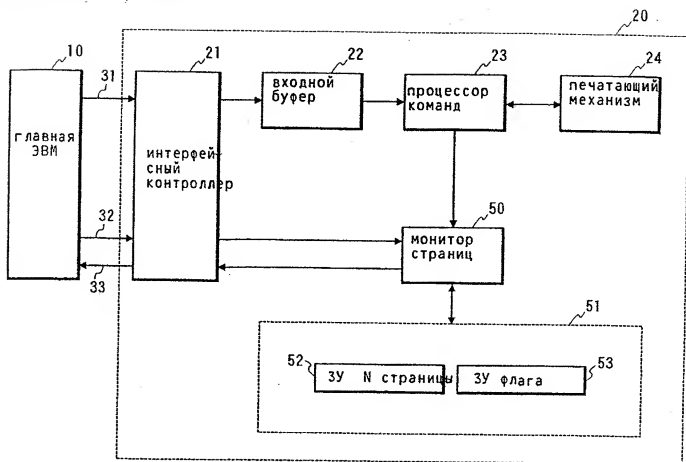 20
10
21
22
23
24
31
входной
буфер
процессор
команд
печатающий
механизм
главная
ЭВМ
интерфей-
сный
контроллер
32
33
50
монитор
страниц
51
52
ЗУ N страницы
ЗУ флага
53